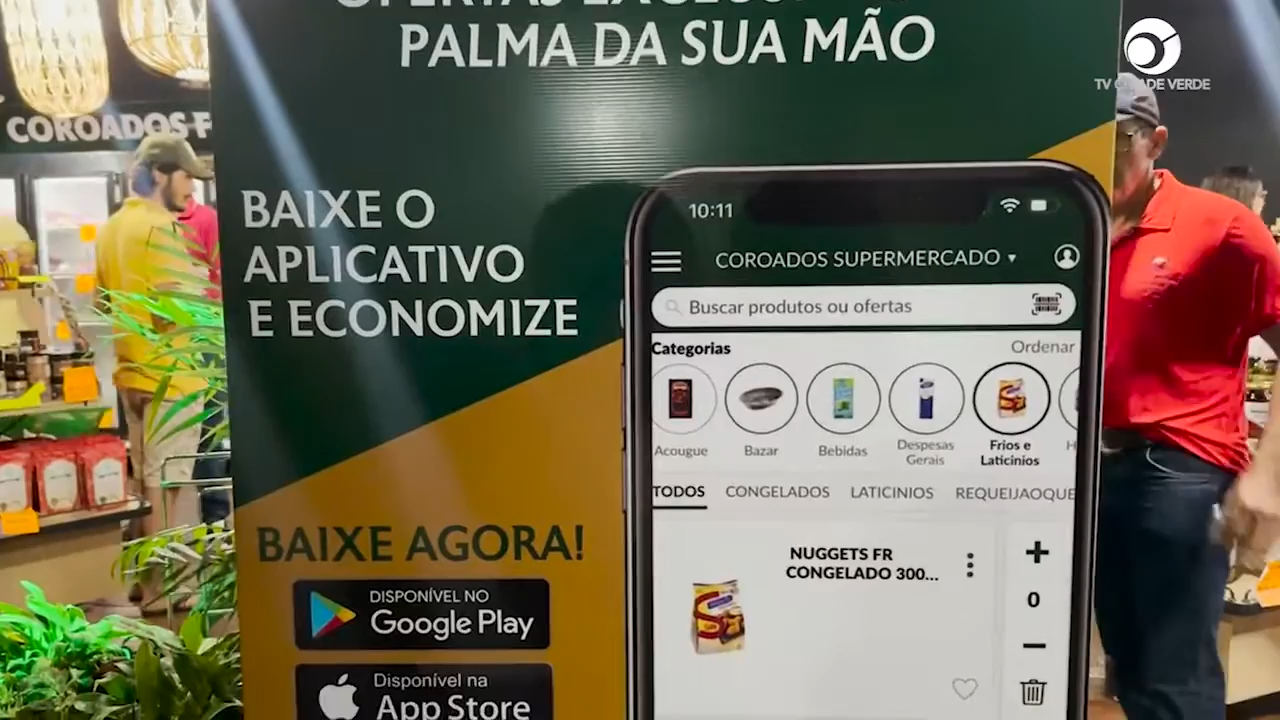 PALMA DA SUA MÃO
TV CIDADE VERDE
COROADOS F
BAIXE O
APLICATIVO
E ECONOMIZE
10:11
COROADOS SUPERMERCADO
Buscar produtos ou ofertas
Categorias
Ordenar
Acougue
Bazar
Bebidas
Despesas
Gerais
Frios e
Laticinios
H
TODOS CONGELADOS LATICINIOS REQUEIJAOQUE
NUGGETS FR
CONGELADO 300...
0
BAIXE AGORA!
DISPONÍVEL NO
Google Play
Disponível na
App Store